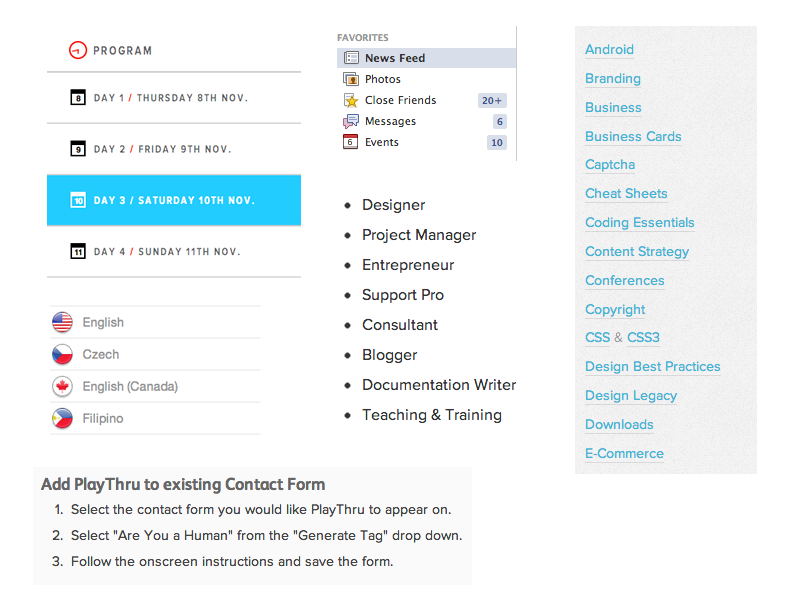 PROGRAM
8 DAY 1 / THURSDAY 8TH NOV.
9 DAY 2 / FRIDAY 9TH NOV.
10 DAY 3 / SATURDAY 10TH NOV.
11 DAY 4 / SUNDAY 11TH NOV.
English
Czech
English (Canada)
Filipino
FAVORITES
News Feed
Photos
Close Friends 20+
Messages 6
6 Events 10
• Designer
• Project Manager
• Entrepreneur
• Support Pro
• Consultant
• Blogger
• Documentation Writer
• Teaching & Training
Android
Branding
Business
Business Cards
Captcha
Cheat Sheets
Coding Essentials
Content Strategy
Conferences
Copyright
CSS & CSS3
Design Best Practices
Design Legacy
Downloads
E-Commerce
Add PlayThru to existing Contact Form
1. Select the contact form you would like PlayThru to appear on.
2. Select "Are You a Human" from the "Generate Tag" drop down.
3. Follow the onscreen instructions and save the form.